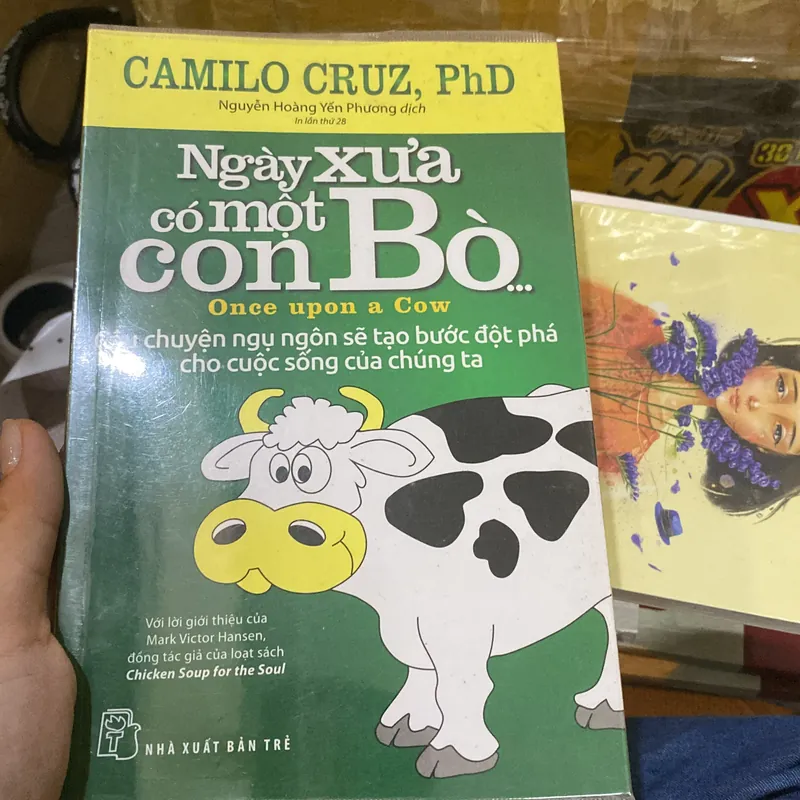 CAMILO CRUZ, PhD
Nguyễn Hoàng Yến Phương dịch
In lần thứ 28
Ngày xưa
có một
con Bò...
Once upon a Cow
chuyện ngụ ngôn sẽ tạo bước đột phá
cho cuộc sống của chúng ta
Với lời giới thiệu của
Mark Victor Hansen,
đồng tác giả của loạt sách
Chicken Soup for the Soul
T
NHÀ XUẤT BẢN TRẺ
30